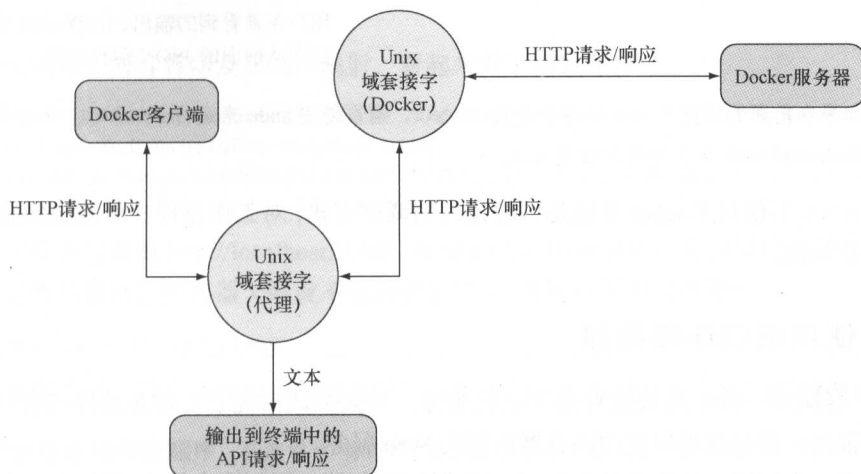 Unix
域套接字
(Docker)
HTTP请求/响应
Docker服务器
Docker客户端
HTTP请求/响应
HTTP请求/响应
Unix
域套接字
(代理)
文本
输出到终端中的
API请求/响应